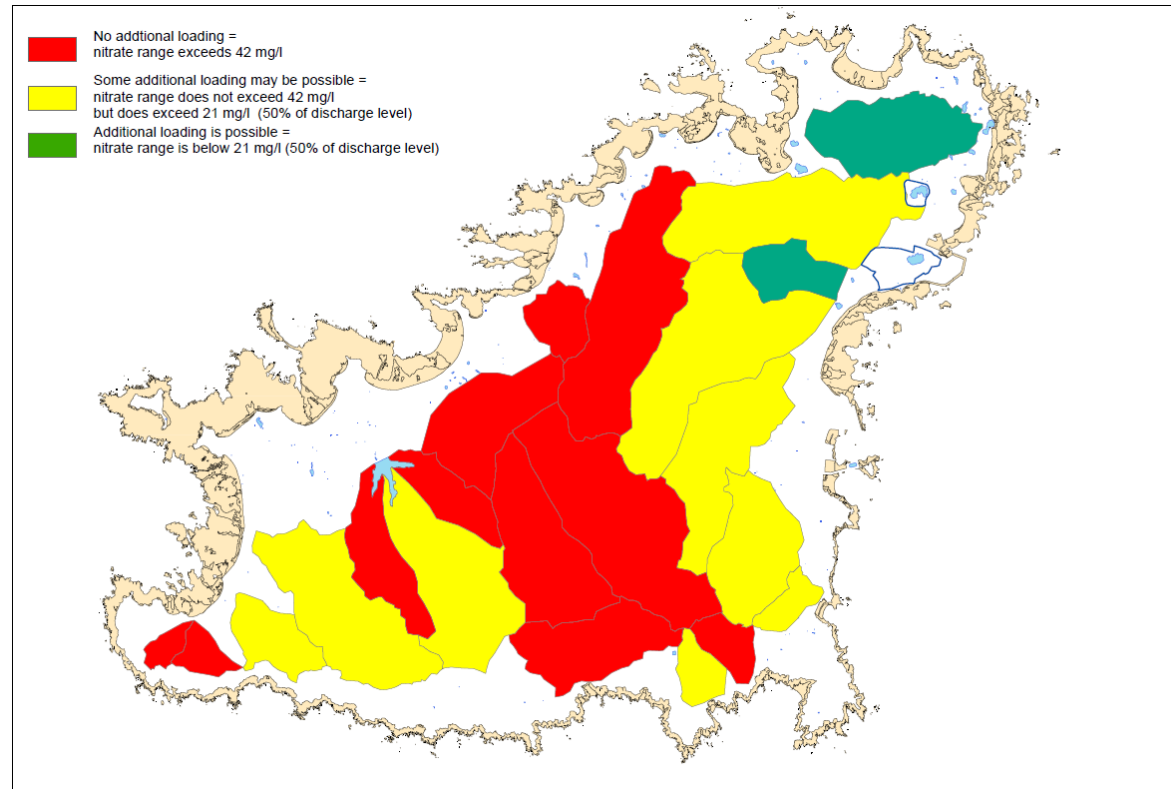 No addtional loading =
nitrate range exceeds 42 mg/l
Some additional loading may be possible =
nitrate range does not exceed 42 mg/l
but does exceed 21 mg/l  (50% of discharge level)
Additional loading is possible =
nitrate range is below 21 mg/l (50% of discharge level)